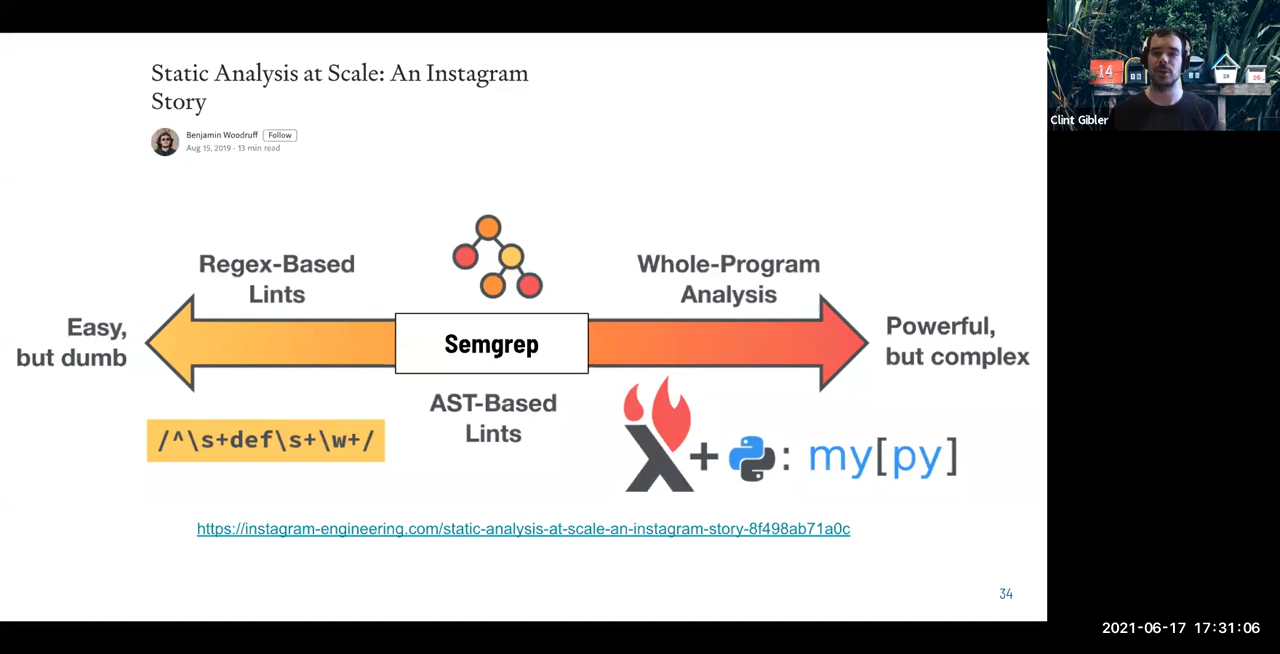 Static Analysis at Scale: An Instagram
Story
Benjamin Woodruff Follow
Aug 15, 2019 · 13 min read
Regex-Based
Lints
Whole-Program
Analysis
Easy,
but dumb
Semgrep
Powerful,
but complex
AST-Based
Lints
/^\s+def\s+\w+/
+ : my[py]
https://instagram-engineering.com/static-analysis-at-scale-an-instagram-story-8f498ab71a0c
34
14
Clint Gibler
2021-06-17 17:31:06